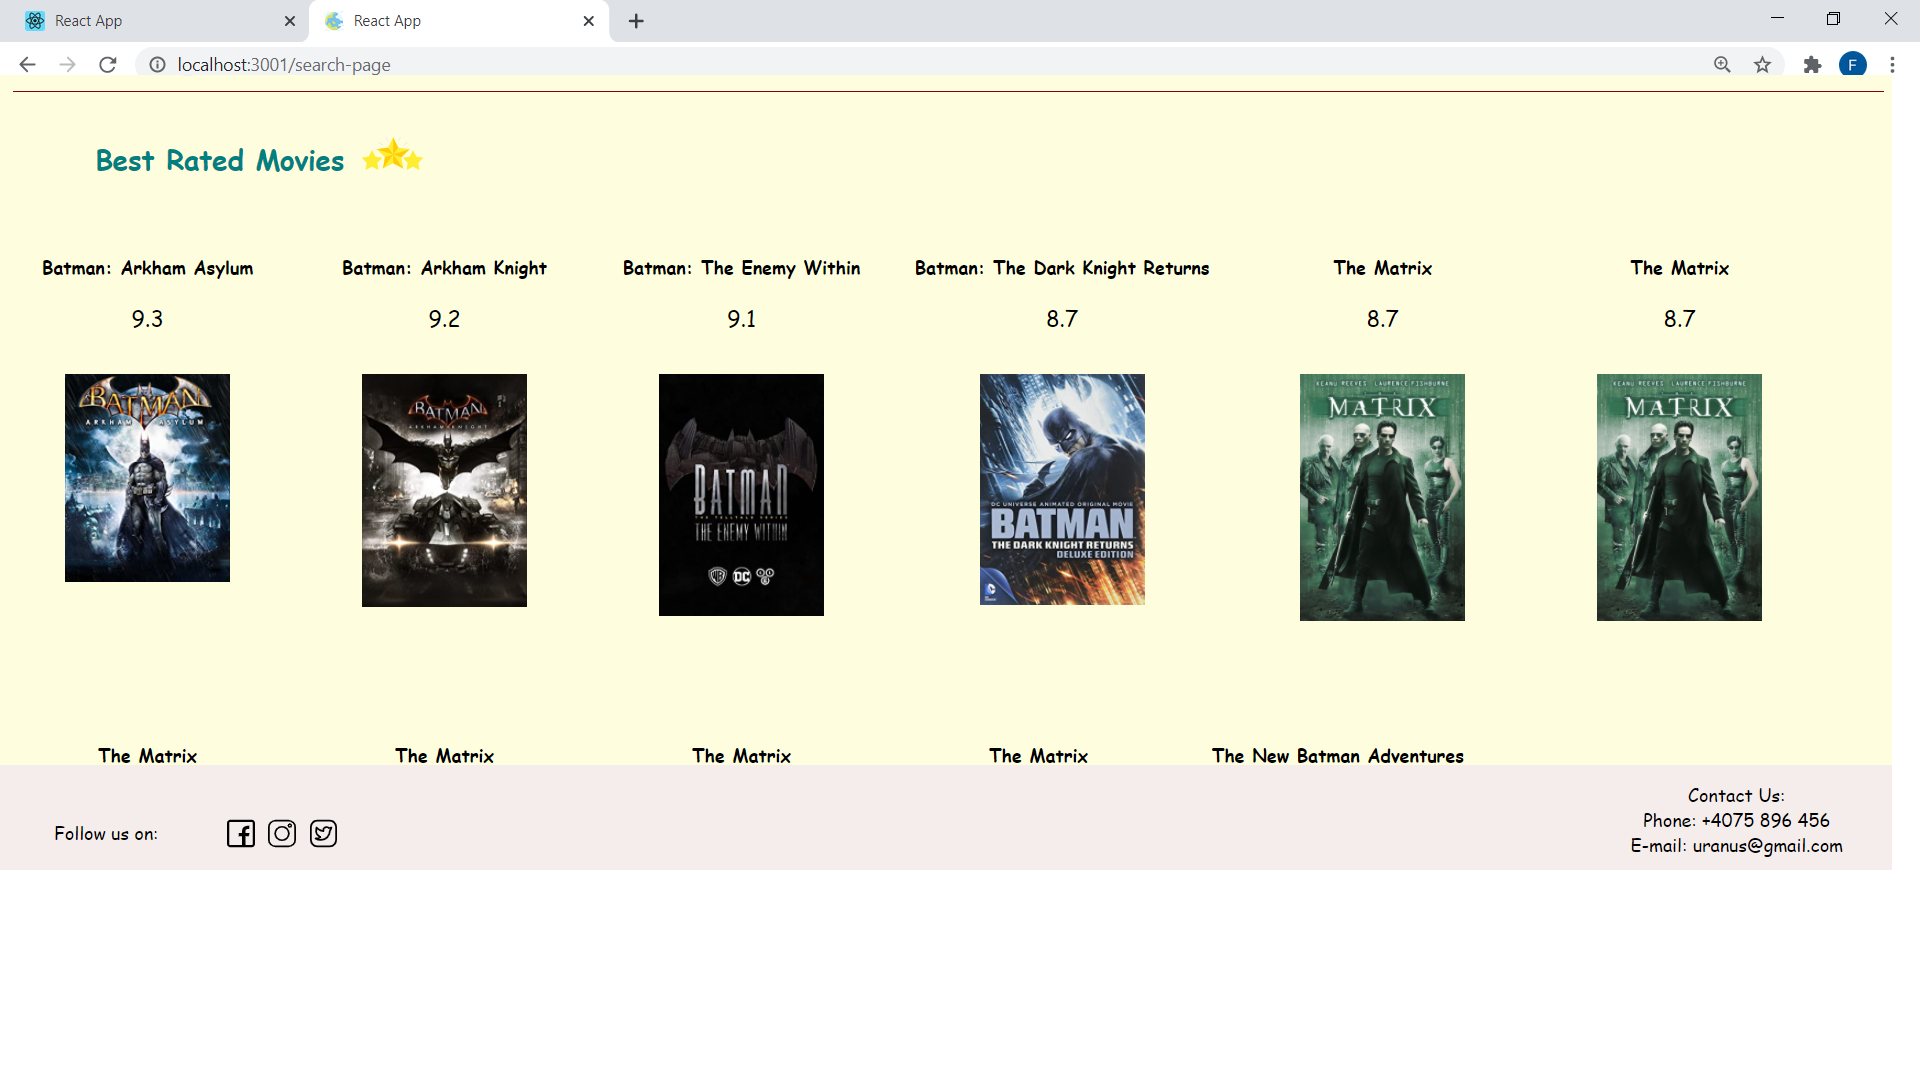 React App
React App
localhost:3001/search-page
F
Best Rated Movies
Batman: Arkham Asylum
Batman: Arkham Knight
Batman: The Enemy Within
Batman: The Dark Knight Returns
The Matrix
The Matrix
9.3
9.2
9.1
8.7
8.7
8.7
BATMAN
ARKHAM ASYLUM
BATMAN
ARKHAM KNIGHT
BATMAN
THE TELLTALE SERIES
THE ENEMY WITHIN
DC
DC UNIVERSE ANIMATED ORIGINAL MOVIE
BATMAN
THE DARK KNIGHT RETURNS
DELUXE EDITION
KEANU REEVES LAURENCE FISHBURNE
MATRIX
KEANU REEVES LAURENCE FISHBURNE
MATRIX
The Matrix
The Matrix
The Matrix
The Matrix
The New Batman Adventures
Follow us on:
Contact Us:
Phone: +4075 896 456
E-mail: uranus@gmail.com